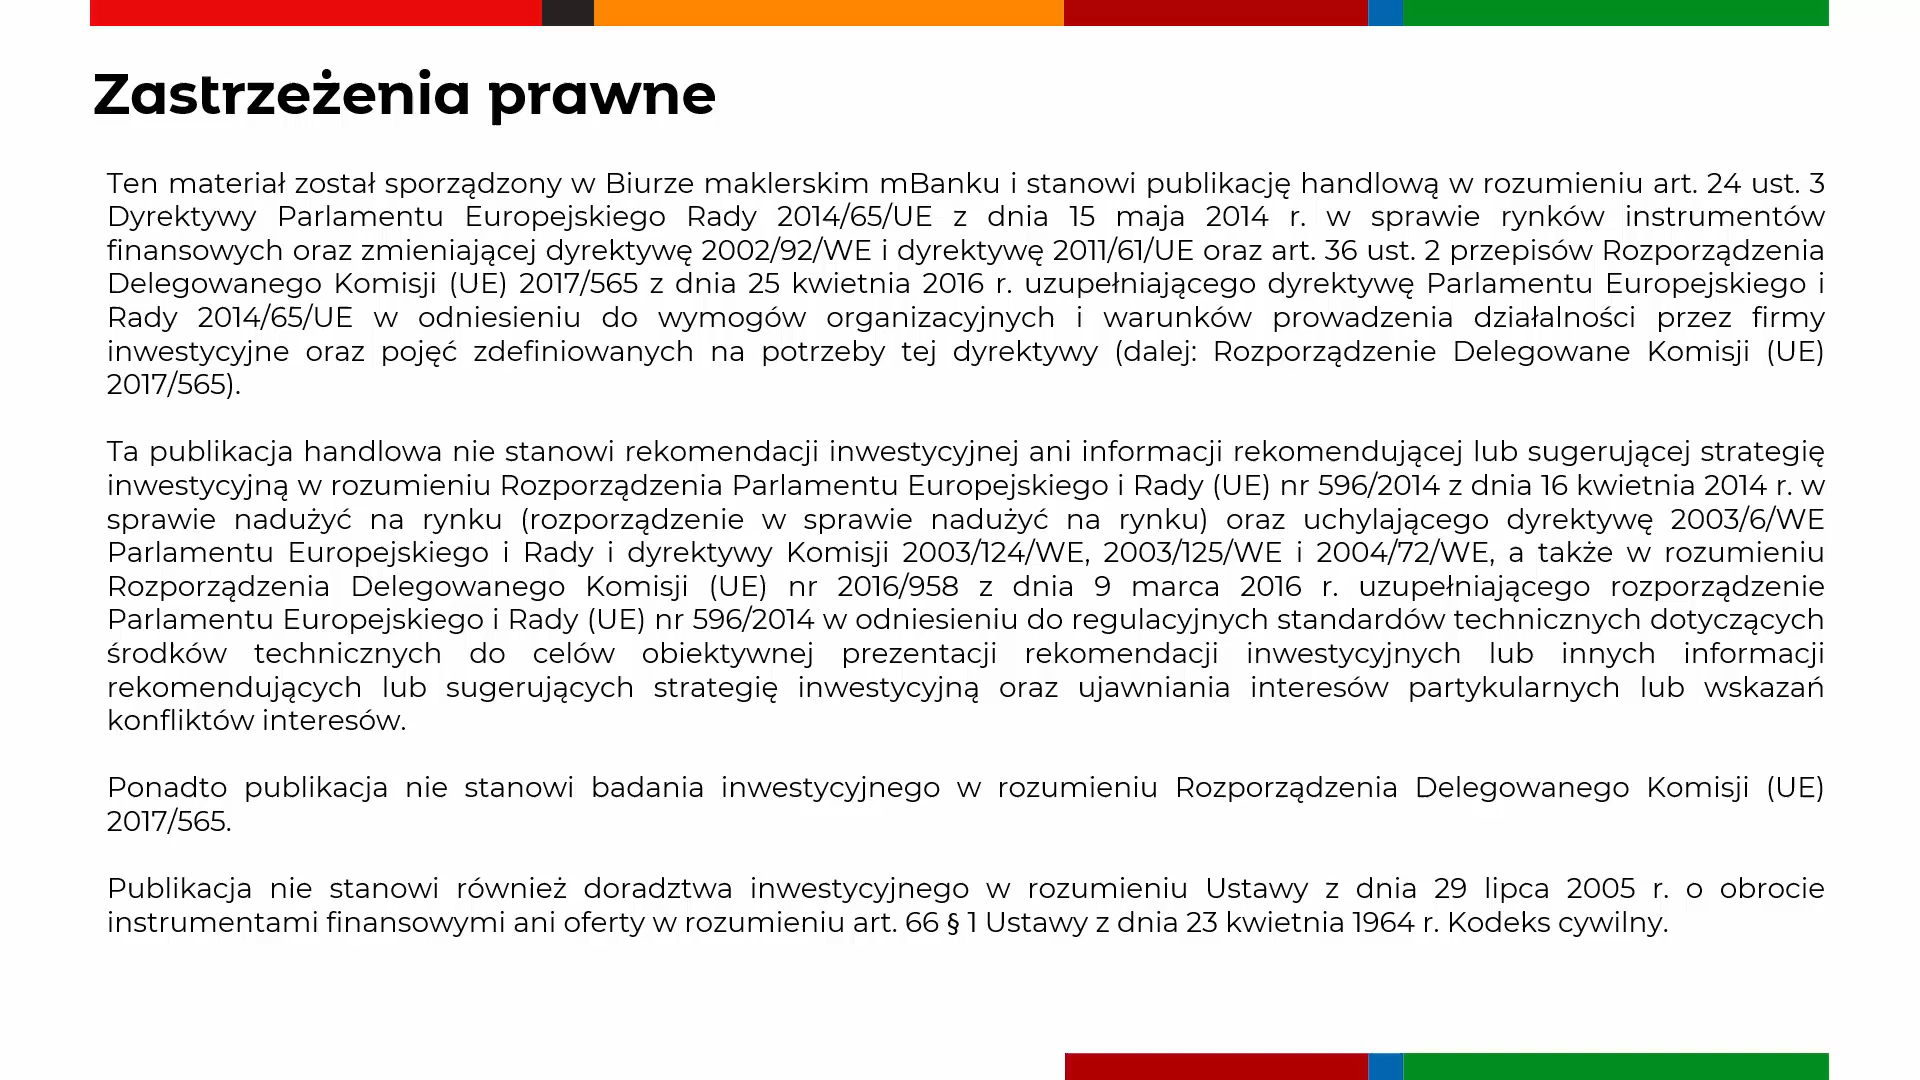 Zastrzeżenia prawne
Ten materiał został sporządzony w Biurze maklerskim mBanku i stanowi publikację handlową w rozumieniu art. 24 ust. 3
Dyrektywy Parlamentu Europejskiego Rady 2014/65/UE z dnia 15 maja 2014 r. w sprawie rynków instrumentów
finansowych oraz zmieniającej dyrektywę 2002/92/WE i dyrektywę 2011/61/UE oraz art. 36 ust. 2 przepisów Rozporządzenia
Delegowanego Komisji (UE) 2017/565 z dnia 25 kwietnia 2016 r. uzupełniającego dyrektywę Parlamentu Europejskiego i
Rady 2014/65/UE w odniesieniu do wymogów organizacyjnych i warunków prowadzenia działalności przez firmy
inwestycyjne oraz pojęć zdefiniowanych na potrzeby tej dyrektywy (dalej: Rozporządzenie Delegowane Komisji (UE)
2017/565).
Ta publikacja handlowa nie stanowi rekomendacji inwestycyjnej ani informacji rekomendującej lub sugerującej strategię
inwestycyjną w rozumieniu Rozporządzenia Parlamentu Europejskiego i Rady (UE) nr 596/2014 z dnia 16 kwietnia 2014 r. w
sprawie nadużyć na rynku (rozporządzenie w sprawie nadużyć na rynku) oraz uchylającego dyrektywę 2003/6/WE
Parlamentu Europejskiego i Rady i dyrektywy Komisji 2003/124/WE, 2003/125/WE i 2004/72/WE, a także w rozumieniu
Rozporządzenia Delegowanego Komisji (UE) nr 2016/958 z dnia 9 marca 2016 r. uzupełniającego rozporządzenie
Parlamentu Europejskiego i Rady (UE) nr 596/2014 w odniesieniu do regulacyjnych standardów technicznych dotyczących
środków technicznych do celów obiektywnej prezentacji rekomendacji inwestycyjnych lub innych informacji
rekomendujących lub sugerujących strategię inwestycyjną oraz ujawniania interesów partykularnych lub wskazań
konfliktów interesów.
Ponadto publikacja nie stanowi badania inwestycyjnego w rozumieniu Rozporządzenia Delegowanego Komisji (UE)
2017/565.
Publikacja nie stanowi również doradztwa inwestycyjnego w rozumieniu Ustawy z dnia 29 lipca 2005 r. o obrocie
instrumentami finansowymi ani oferty w rozumieniu art. 66 § 1 Ustawy z dnia 23 kwietnia 1964 r. Kodeks cywilny.